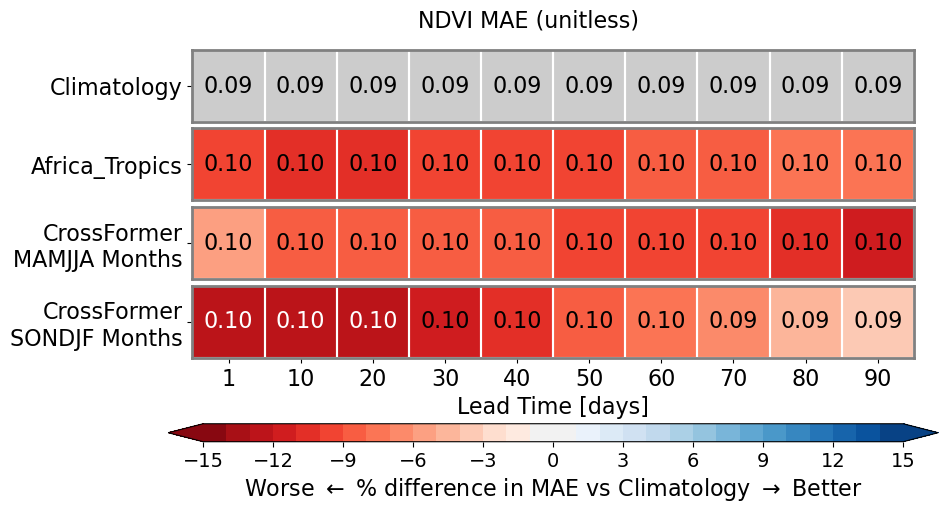 NDVI MAE (unitless)
Climatology 0.09 0.09 0.09 0.09 0.09 0.09 0.09 0.09 0.09 0.09
Africa_Tropics 0.10 0.10 0.10 0.10 0.10 0.10 0.10 0.10 0.10 0.10
CrossFormer
MAMJJA Months 0.10 0.10 0.10 0.10 0.10 0.10 0.10 0.10 0.10 0.10
CrossFormer
SONDJF Months 0.10 0.10 0.10 0.10 0.10 0.10 0.10 0.09 0.09 0.09
1 10 20 30 40 50 60 70 80 90
Lead Time [days]
−15 −12 −9 −6 −3 0 3 6 9 12 15
Worse ← % difference in MAE vs Climatology → Better